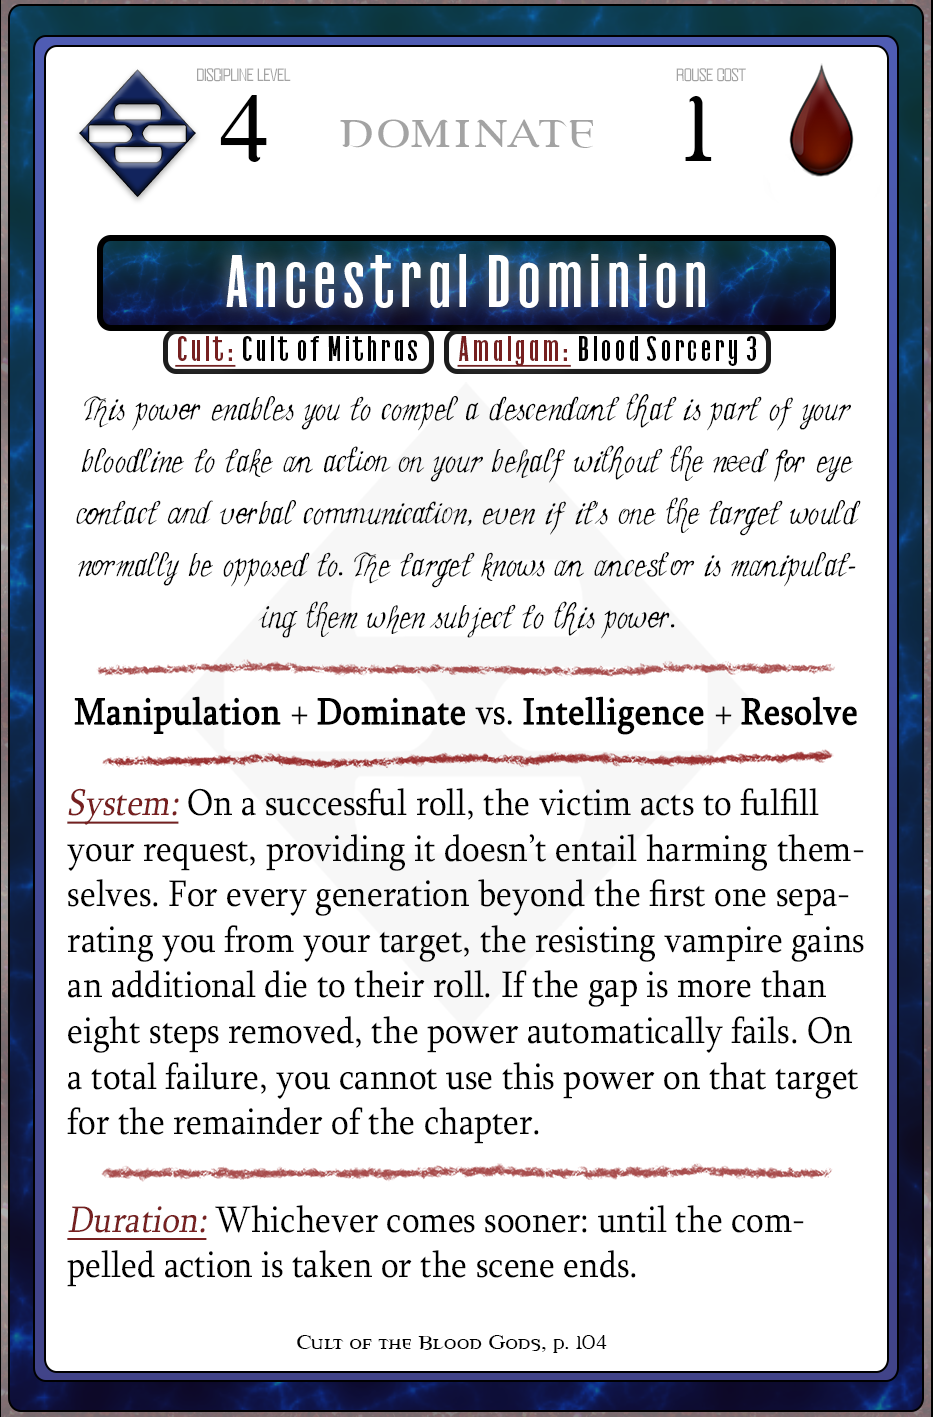 DISCIPLINE LEVEL
4
DOMINATE
ROUSE COST
1
Ancestral Dominion
Cult: Cult of Mithras Amalgam: Blood Sorcery 3
This power enables you to compel a descendant that is part of your
bloodline to take an action on your behalf without the need for eye
contact and verbal communication, even if it's one the target would
normally be opposed to. The target knows an ancestor is manipulat-
ing them when subject to this power.
Manipulation + Dominate vs. Intelligence + Resolve
System: On a successful roll, the victim acts to fulfill
your request, providing it doesn't entail harming them-
selves. For every generation beyond the first one sepa-
rating you from your target, the resisting vampire gains
an additional die to their roll. If the gap is more than
eight steps removed, the power automatically fails. On
a total failure, you cannot use this power on that target
for the remainder of the chapter.
Duration: Whichever comes sooner: until the com-
pelled action is taken or the scene ends.
Cult of the Blood Gods, p. 104